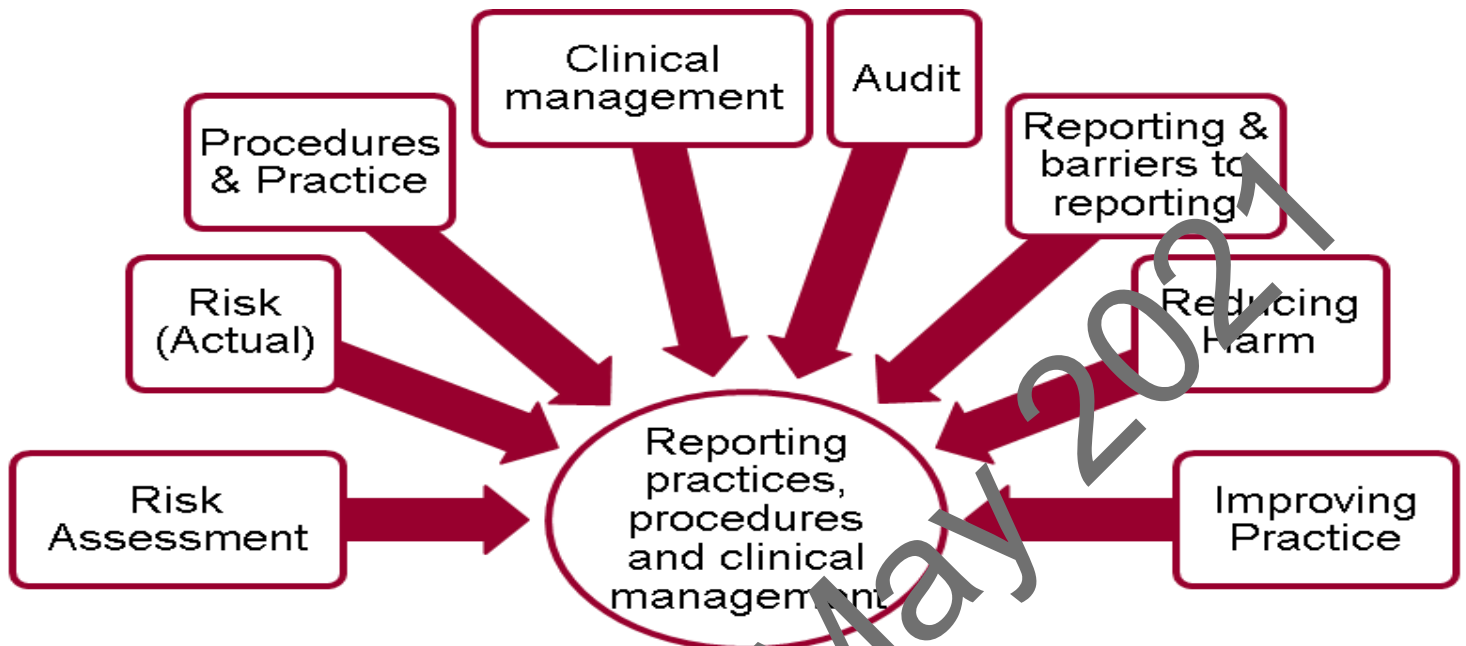 Clinical
management
Audit
Procedures
& Practice
Reporting &
barriers to
reporting
Risk
(Actual)
Reducing
Harm
Risk
Assessment
Reporting
practices,
procedures
and clinical
management
Improving
Practice
May 2021